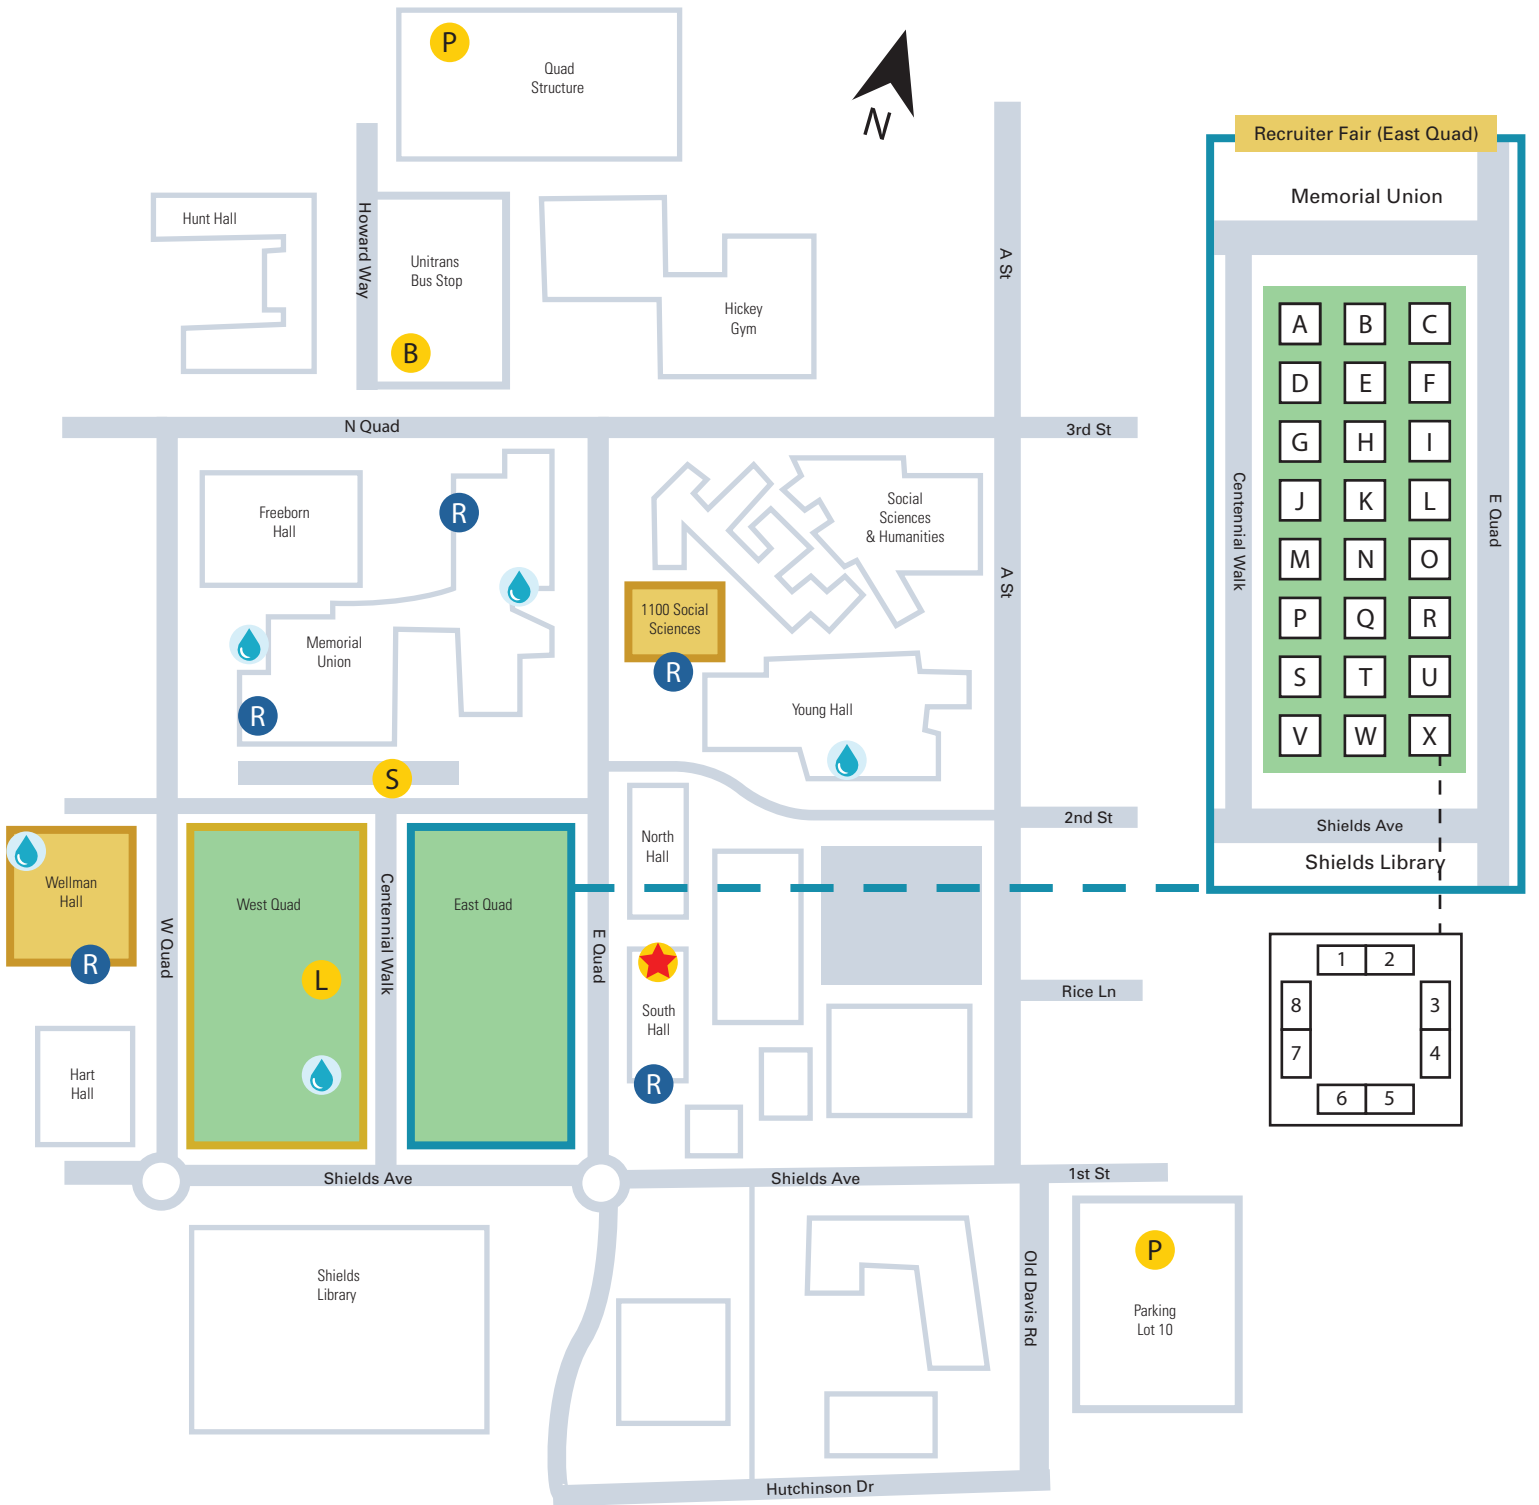 P
Quad
Structure
N
Recruiter Fair (East Quad)
Memorial Union
Hunt Hall
Howard Way
Unitrans
Bus Stop
B
Hickey
Gym
A St
A B C
D E F
G H I
J K L
M N O
P Q R
S T U
V W X
Centennial Walk
E Quad
Shields Ave
Shields Library
N Quad
3rd St
Freeborn
Hall
R
Social
Sciences
& Humanities
A St
1100 Social
Sciences
R
Memorial
Union
R
Young Hall
S
2nd St
North
Hall
Wellman
Hall
R
W Quad
West Quad
L
Centennial Walk
East Quad
E Quad
South
Hall
R
Rice Ln
1 2
8 3
7 4
6 5
Hart
Hall
Shields Ave
Shields Ave
1st St
Shields
Library
Old Davis Rd
P
Parking
Lot 10
Hutchinson Dr